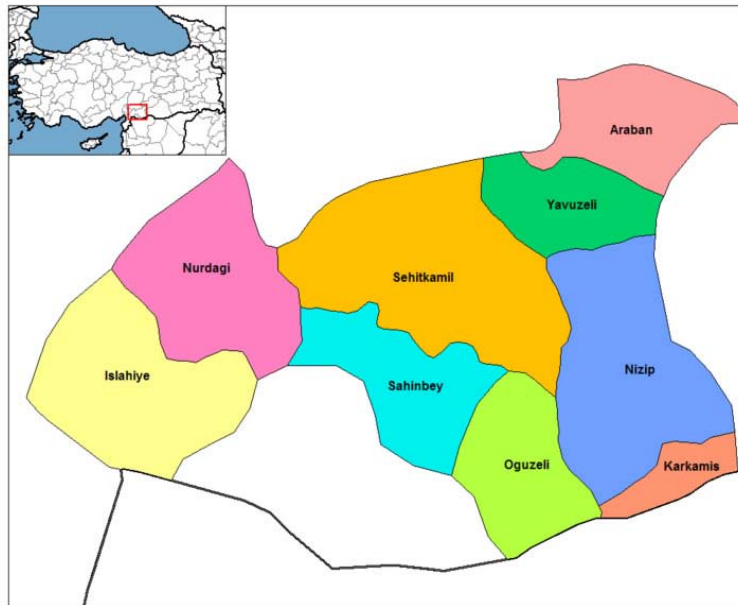 Araban
Yavuzeli
Nurdagi
Sehitkamil
Islahiye
Sahinbey
Nizip
Oguzeli
Karkamis